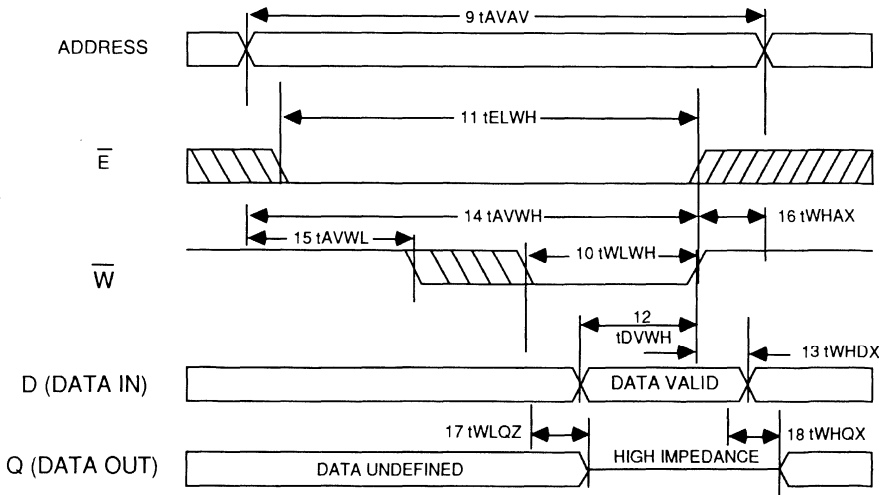 9 tAVAV
ADDRESS
11 tELWH
E
14 tAVWH
16 tWHAX
15 tAVWL
10 tWLWH
W
12
tDVWH
13 tWHDX
D (DATA IN)
DATA VALID
17 tWLQZ
18 tWHQX
HIGH IMPEDANCE
Q (DATA OUT)
DATA UNDEFINED